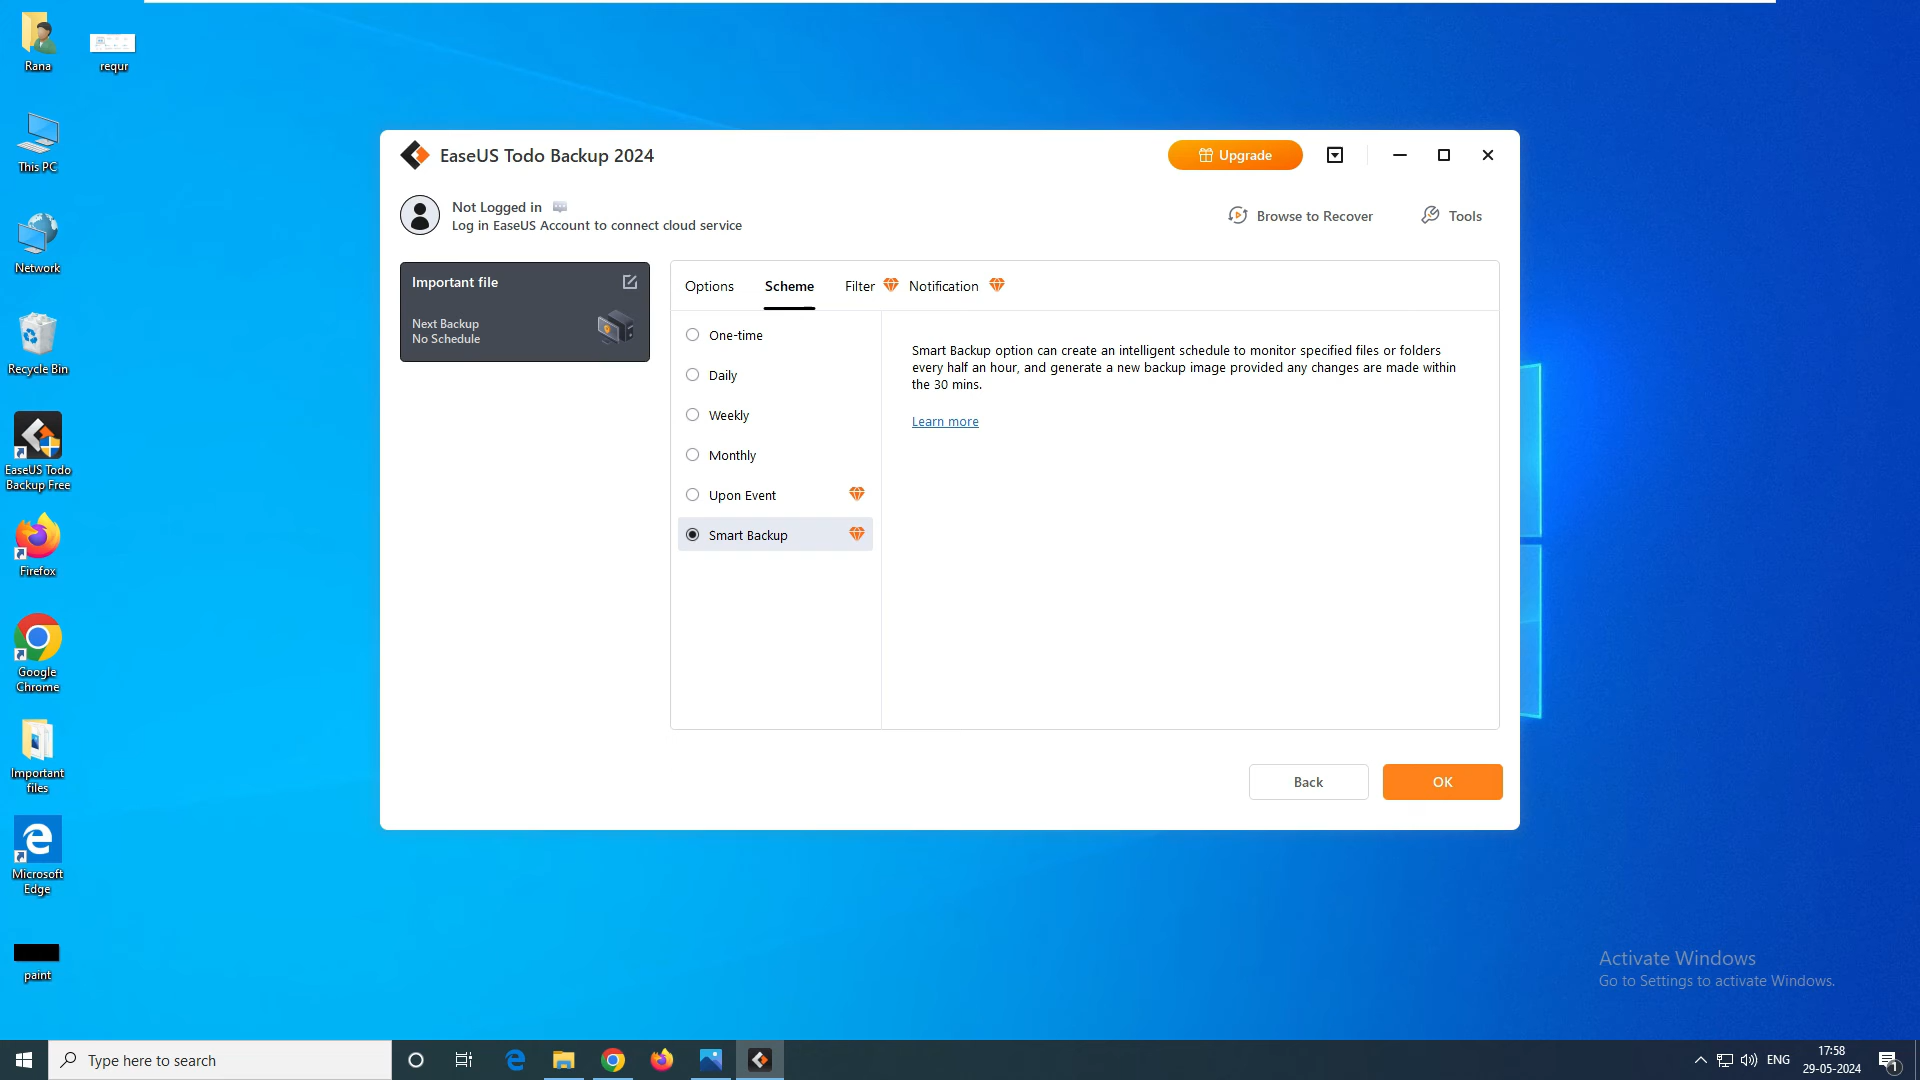 Rana
requr
This PC
Network
Recycle Bin
EaseUS Todo
Backup Free
Firefox
Google
Chrome
Important
files
Microsoft
Edge
paint
EaseUS Todo Backup 2024
Upgrade
Not Logged in
Log in EaseUS Account to connect cloud service
Browse to Recover
Tools
Important file
Next Backup
No Schedule
Options
Scheme
Filter
Notification
One-time
Daily
Weekly
Monthly
Upon Event
Smart Backup
Smart Backup option can create an intelligent schedule to monitor specified files or folders
every half an hour, and generate a new backup image provided any changes are made within
the 30 mins.
Learn more
Back
OK
Activate Windows
Go to Settings to activate Windows.
Type here to search
ENG
17:58
29-05-2024
1